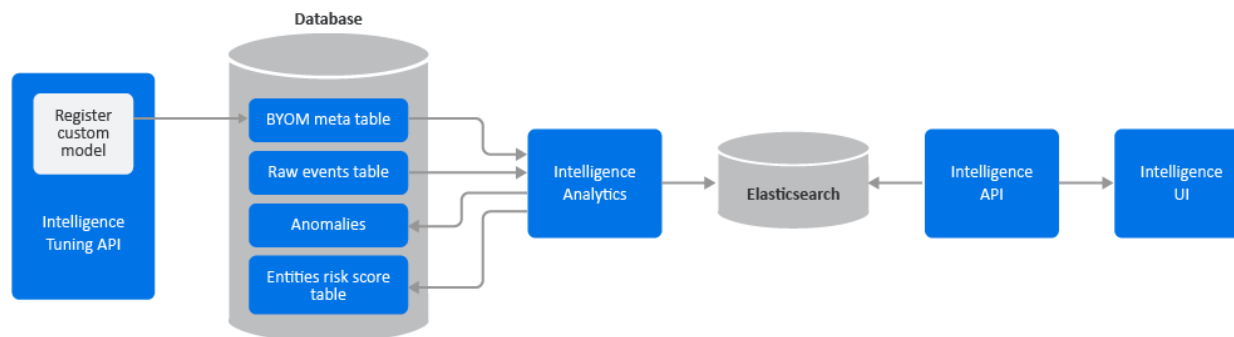 Database
Register
custom
model
Intelligence
Tuning API
BYOM meta table
Raw events table
Anomalies
Entities risk score
table
Intelligence
Analytics
Elasticsearch
Intelligence
API
Intelligence
UI